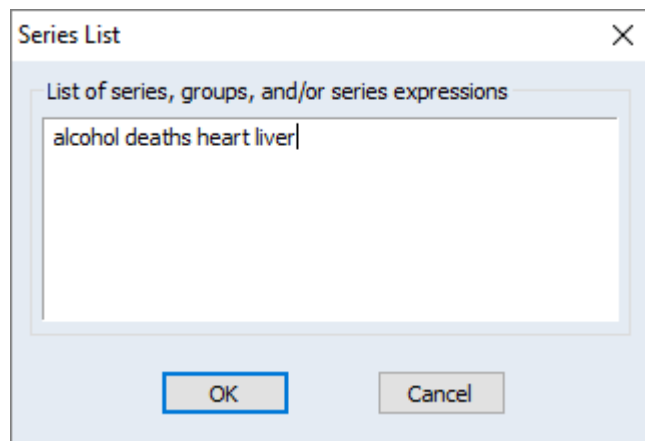 Series List
List of series, groups, and/or series expressions
alcohol deaths heart liver
OK
Cancel